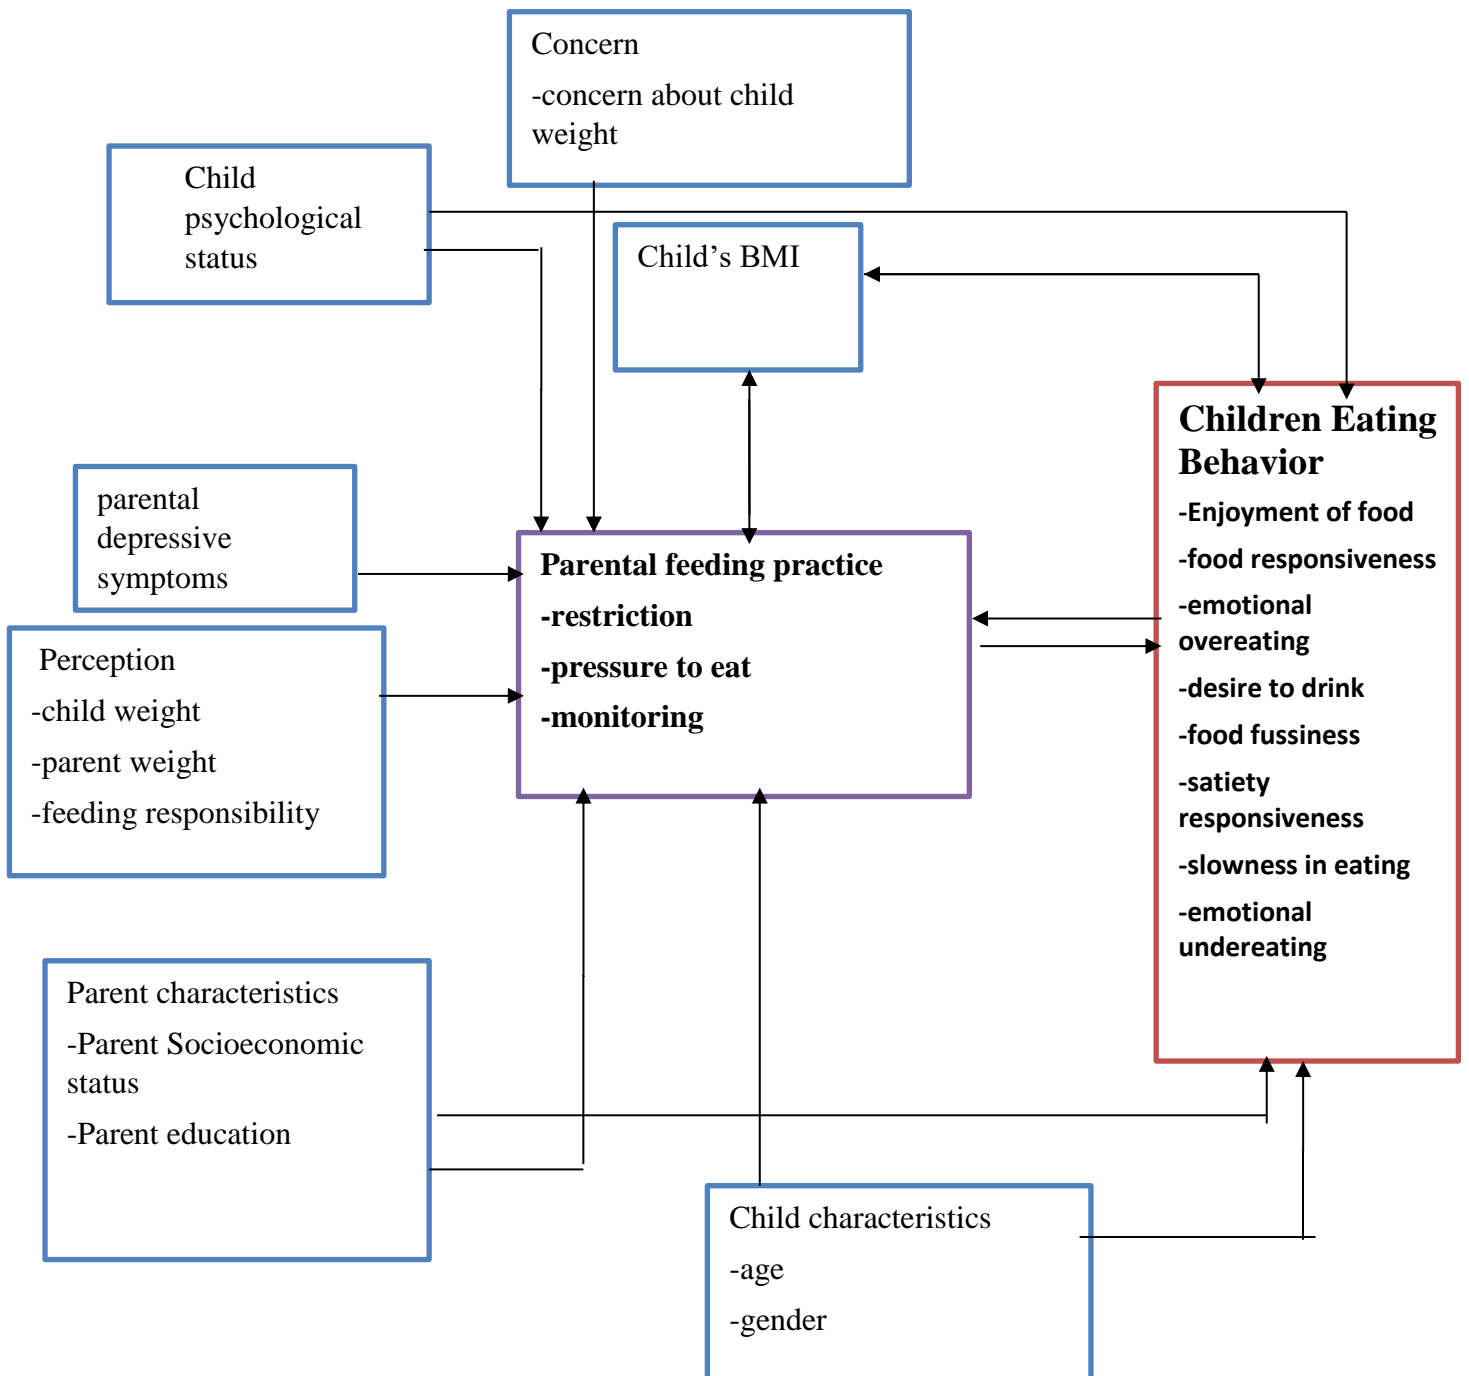 Concern
-concern about child
weight
Child
psychological
status
Child’s BMI
Children Eating
Behavior
-Enjoyment of food
-food responsiveness
-emotional
overeating
-desire to drink
-food fussiness
-satiety
responsiveness
-slowness in eating
-emotional
undereating
parental
depressive
symptoms
Parental feeding practice
-restriction
-pressure to eat
-monitoring
Perception
-child weight
-parent weight
-feeding responsibility
Parent characteristics
-Parent Socioeconomic
status
-Parent education
Child characteristics
-age
-gender